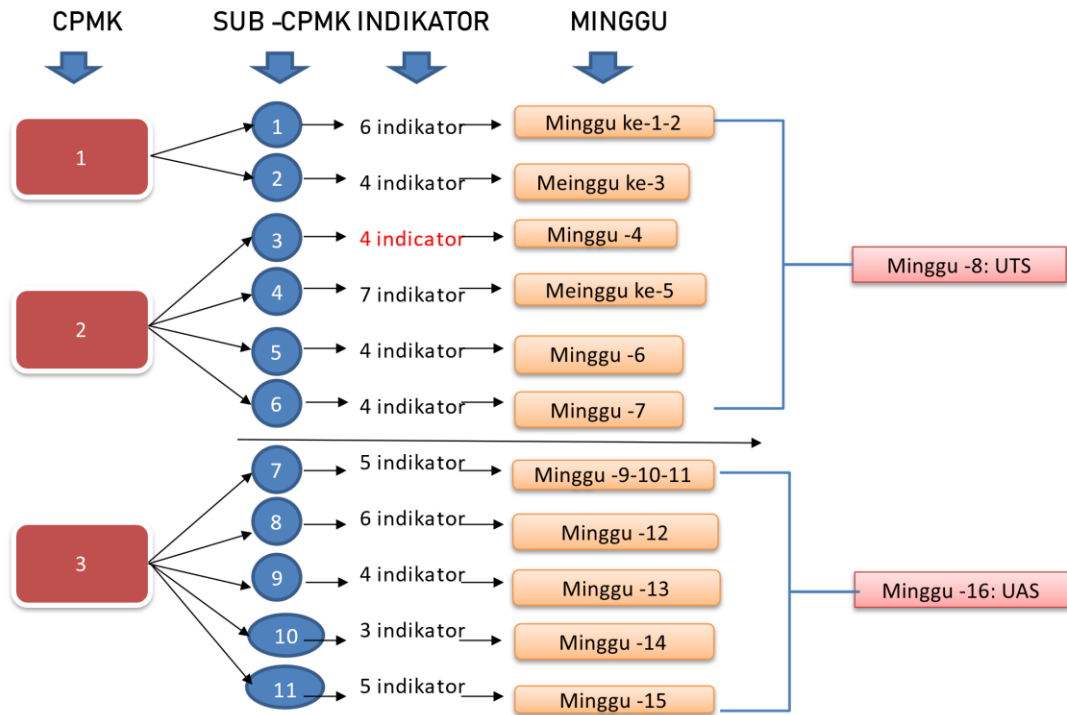 CPMK SUB -CPMK INDIKATOR MINGGU
1
1 6 indikator Minggu ke-1-2
2 4 indikator Meinggu ke-3
3 4 indicator Minggu -4
Minggu -8: UTS
4 7 indikator Meinggu ke-5
2
5 4 indikator Minggu -6
6 4 indikator Minggu -7
7 5 indikator Minggu -9-10-11
8 6 indikator Minggu -12
3
9 4 indikator Minggu -13
Minggu -16: UAS
10 3 indikator Minggu -14
11 5 indikator Minggu -15